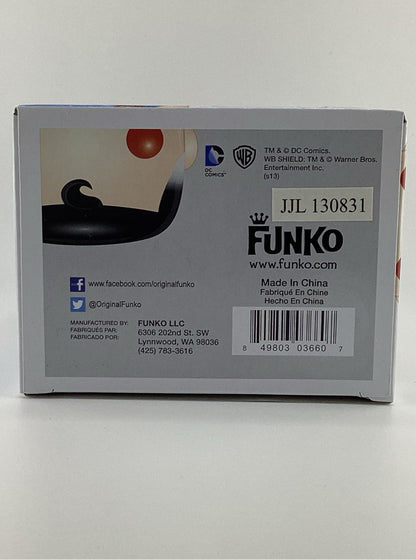 DC
COMICS™
WB
TM & © DC Comics.
WB SHIELD: TM & © Warner Bros.
Entertainment Inc.
(s13)
JJL 130831
FUNKO
www.funko.com
Made In China
Fabriqué En Chine
Hecho En China
www.facebook.com/originalfunko
@OriginalFunko
MANUFACTURED BY: FUNKO LLC
FABRIQUÉS PAR: 6306 202nd St. SW
FABRICADO POR: Lynnwood, WA 98036
(425) 783-3616
8 49803 03660 7